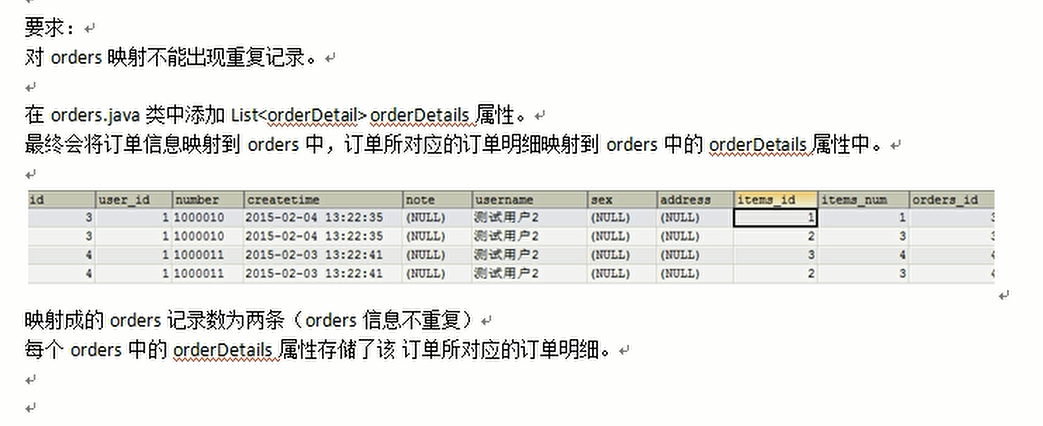 要求：
对 orders 映射不能出现重复记录。
在 orders.java 类中添加 List<orderDetail> orderDetails 属性。
最终会将订单信息映射到 orders 中，订单所对应的订单明细映射到 orders 中的 orderDetails 属性中。
id user_id number createtime note username sex address items_id items_num orders_id
3 1 1000010 2015-02-04 13:22:35 (NULL) 测试用户2 (NULL) (NULL) 1 1 3
3 1 1000010 2015-02-04 13:22:35 (NULL) 测试用户2 (NULL) (NULL) 2 3 3
4 1 1000011 2015-02-03 13:22:41 (NULL) 测试用户2 (NULL) (NULL) 3 4 4
4 1 1000011 2015-02-03 13:22:41 (NULL) 测试用户2 (NULL) (NULL) 2 3 4
映射成的 orders 记录数为两条（orders 信息不重复）
每个 orders 中的 orderDetails 属性存储了该 订单所对应的订单明细。